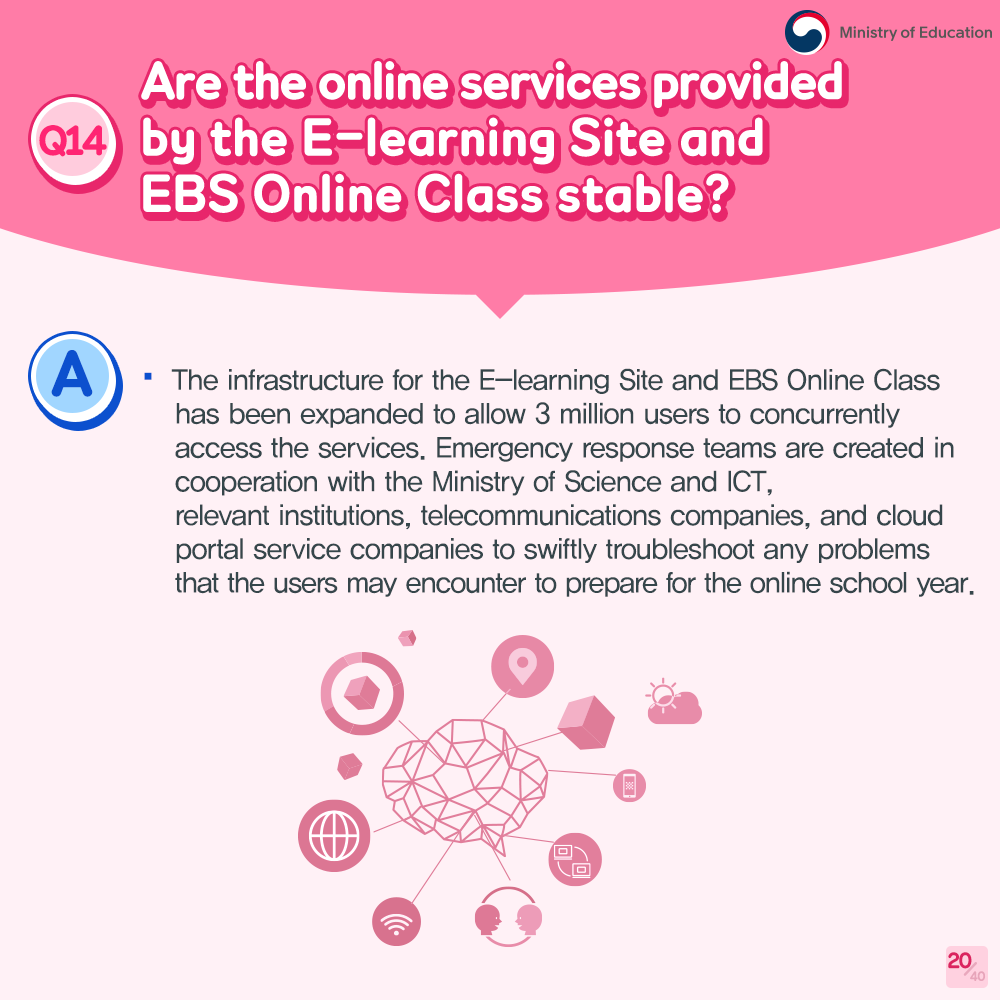 Ministry of Education
Q14
Are the online services provided
by the E-learning Site and
EBS Online Class stable?
A
▪ The infrastructure for the E-learning Site and EBS Online Class
has been expanded to allow 3 million users to concurrently
access the services. Emergency response teams are created in
cooperation with the Ministry of Science and ICT,
relevant institutions, telecommunications companies, and cloud
portal service companies to swiftly troubleshoot any problems
that the users may encounter to prepare for the online school year.
20/40